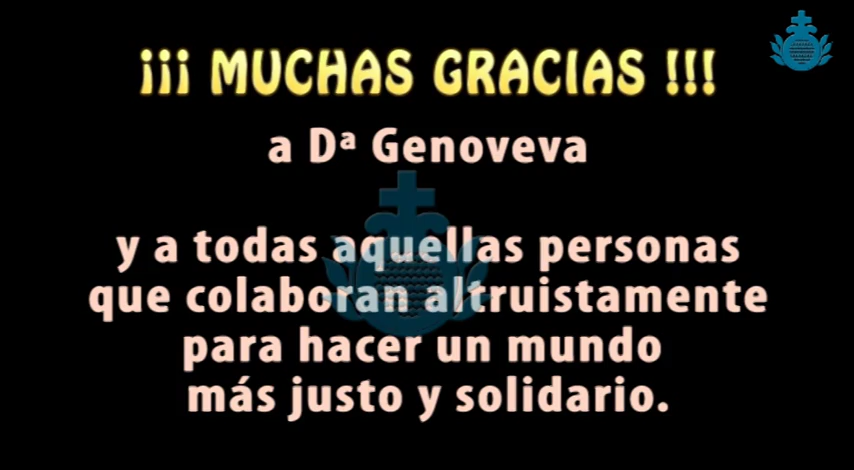 ¡¡¡ MUCHAS GRACIAS !!!
a Dª Genoveva
y a todas aquellas personas
que colaboran altruistamente
para hacer un mundo
más justo y solidario.